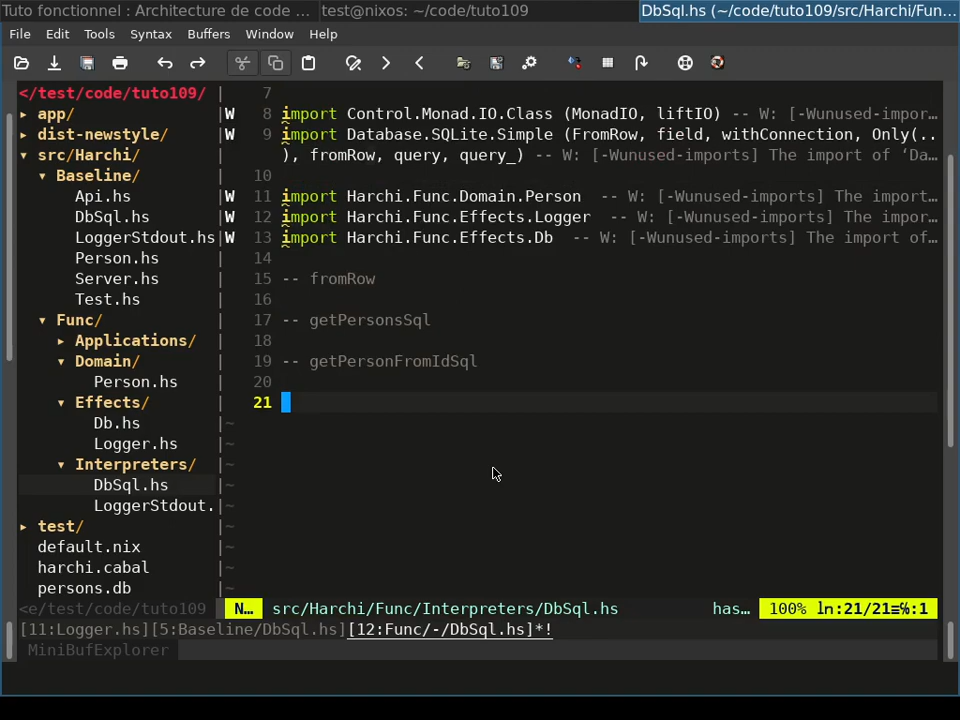 Tuto fonctionnel : Architecture de code ...
test@nixos: ~/code/tuto109
DbSql.hs (~/code/tuto109/src/Harchi/Fun...
File Edit Tools Syntax Buffers Window Help
</test/code/tuto109/
▸ app/
▸ dist-newstyle/
▾ src/Harchi/
▾ Baseline/
Api.hs
DbSql.hs
LoggerStdout.hs
Person.hs
Server.hs
Test.hs
▾ Func/
▸ Applications/
▾ Domain/
Person.hs
▾ Effects/
Db.hs
Logger.hs
▾ Interpreters/
DbSql.hs
LoggerStdout.
▸ test/
default.nix
harchi.cabal
persons.db
<e/test/code/tuto109
7
W 8 import Control.Monad.IO.Class (MonadIO, liftIO) -- W: [-Wunused-impor…
W 9 import Database.SQLite.Simple (FromRow, field, withConnection, Only(..
), fromRow, query, query_) -- W: [-Wunused-imports] The import of ‘Da…
10
W 11 import Harchi.Func.Domain.Person -- W: [-Wunused-imports] The import…
W 12 import Harchi.Func.Effects.Logger -- W: [-Wunused-imports] The impor…
W 13 import Harchi.Func.Effects.Db -- W: [-Wunused-imports] The import of…
14
15 -- fromRow
16
17 -- getPersonsSql
18
19 -- getPersonFromIdSql
20
21
~
~
~
~
~
~
~
~
N… src/Harchi/Func/Interpreters/DbSql.hs has… 100% ln:21/21≡℅:1
[11:Logger.hs][5:Baseline/DbSql.hs][12:Func/-/DbSql.hs]*!
MiniBufExplorer